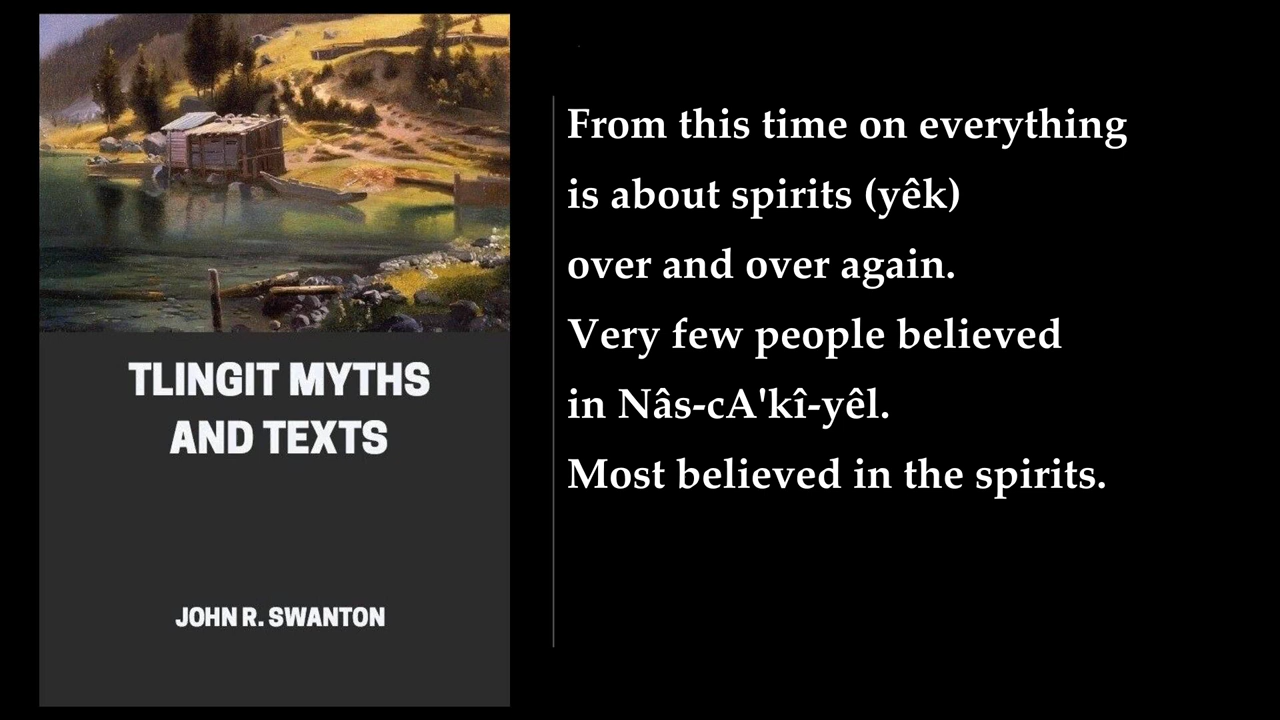 TLINGIT MYTHS
AND TEXTS
JOHN R. SWANTON
From this time on everything
is about spirits (yêk)
over and over again.
Very few people believed
in Nâs-cA'kî-yêl.
Most believed in the spirits.